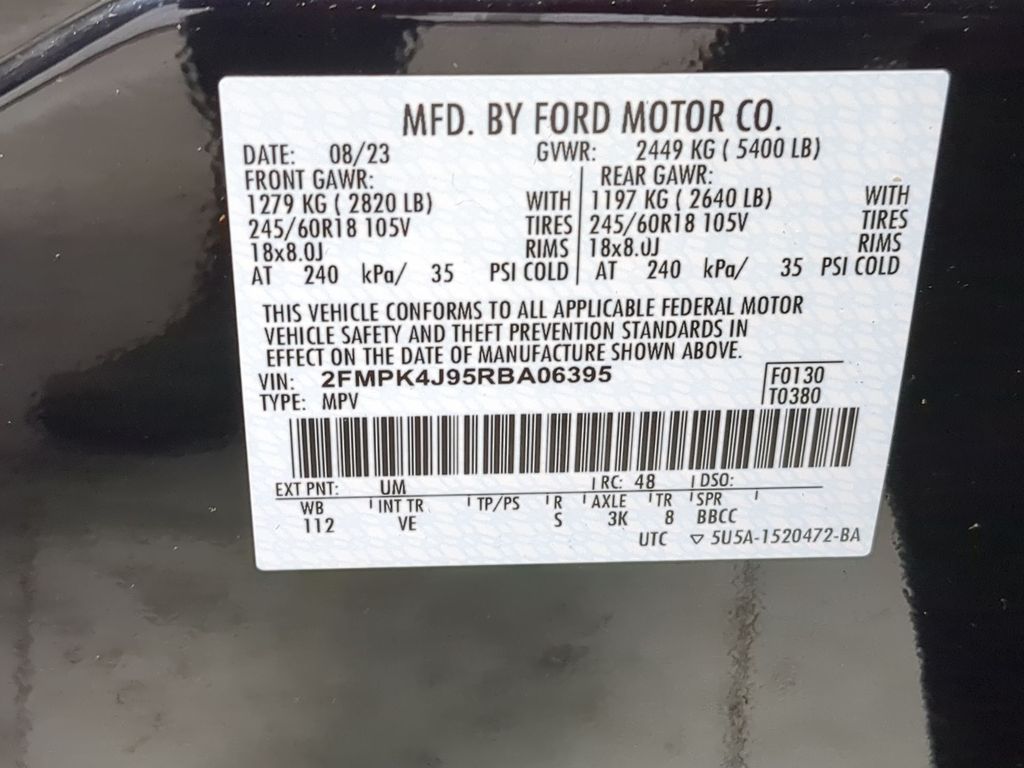 MFD. BY FORD MOTOR CO.
DATE: 08/23 GVWR: 2449 KG ( 5400 LB)
FRONT GAWR: REAR GAWR:
1279 KG ( 2820 LB) WITH 1197 KG ( 2640 LB) WITH
245/60R18 105V TIRES 245/60R18 105V TIRES
18x8.0J RIMS 18x8.0J RIMS
AT 240 kPa/ 35 PSI COLD AT 240 kPa/ 35 PSI COLD
THIS VEHICLE CONFORMS TO ALL APPLICABLE FEDERAL MOTOR
VEHICLE SAFETY AND THEFT PREVENTION STANDARDS IN
EFFECT ON THE DATE OF MANUFACTURE SHOWN ABOVE.
VIN: 2FMPK4J95RBA06395 F0130
TYPE: MPV T0380
EXT PNT: UM RC: 48 DSO:
WB INT TR TP/PS R AXLE TR SPR
112 VE S 3K 8 BBCC
UTC ▽ 5U5A-1520472-BA